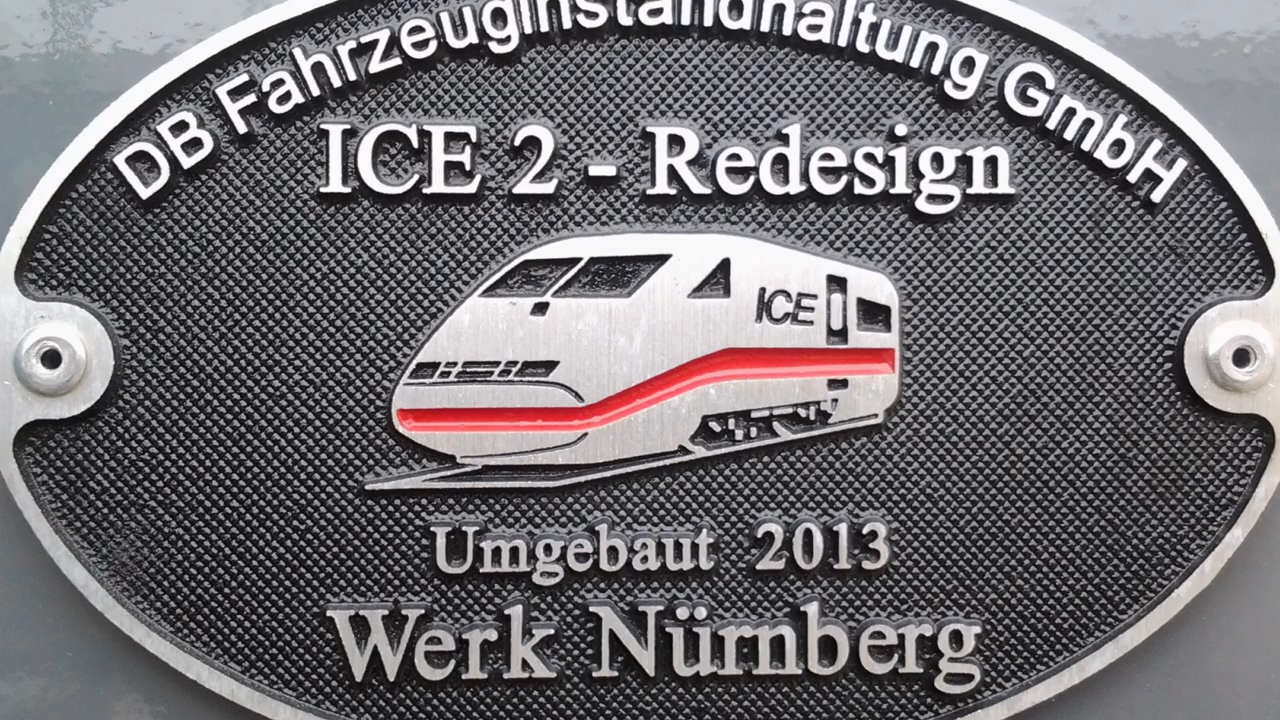 DB Fahrzeuginstandhaltung GmbH
ICE 2 - Redesign
ICE
Umgebaut 2013
Werk Nürnberg